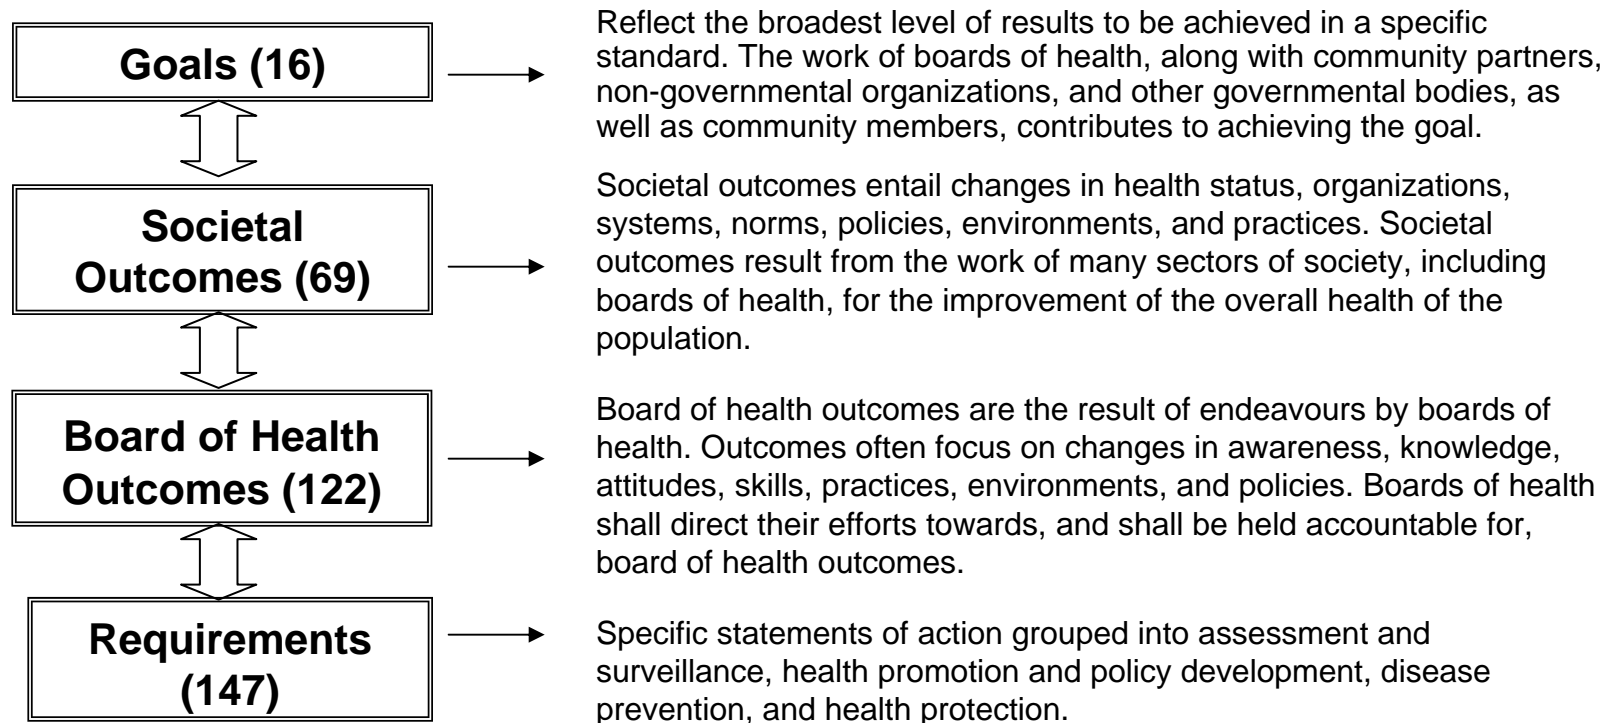 Goals (16)
Reflect the broadest level of results to be achieved in a specific
standard. The work of boards of health, along with community partners,
non-governmental organizations, and other governmental bodies, as
well as community members, contributes to achieving the goal.
Societal
Outcomes (69)
Societal outcomes entail changes in health status, organizations,
systems, norms, policies, environments, and practices. Societal
outcomes result from the work of many sectors of society, including
boards of health, for the improvement of the overall health of the
population.
Board of Health
Outcomes (122)
Board of health outcomes are the result of endeavours by boards of
health. Outcomes often focus on changes in awareness, knowledge,
attitudes, skills, practices, environments, and policies. Boards of health
shall direct their efforts towards, and shall be held accountable for,
board of health outcomes.
Requirements
(147)
Specific statements of action grouped into assessment and
surveillance, health promotion and policy development, disease
prevention, and health protection.